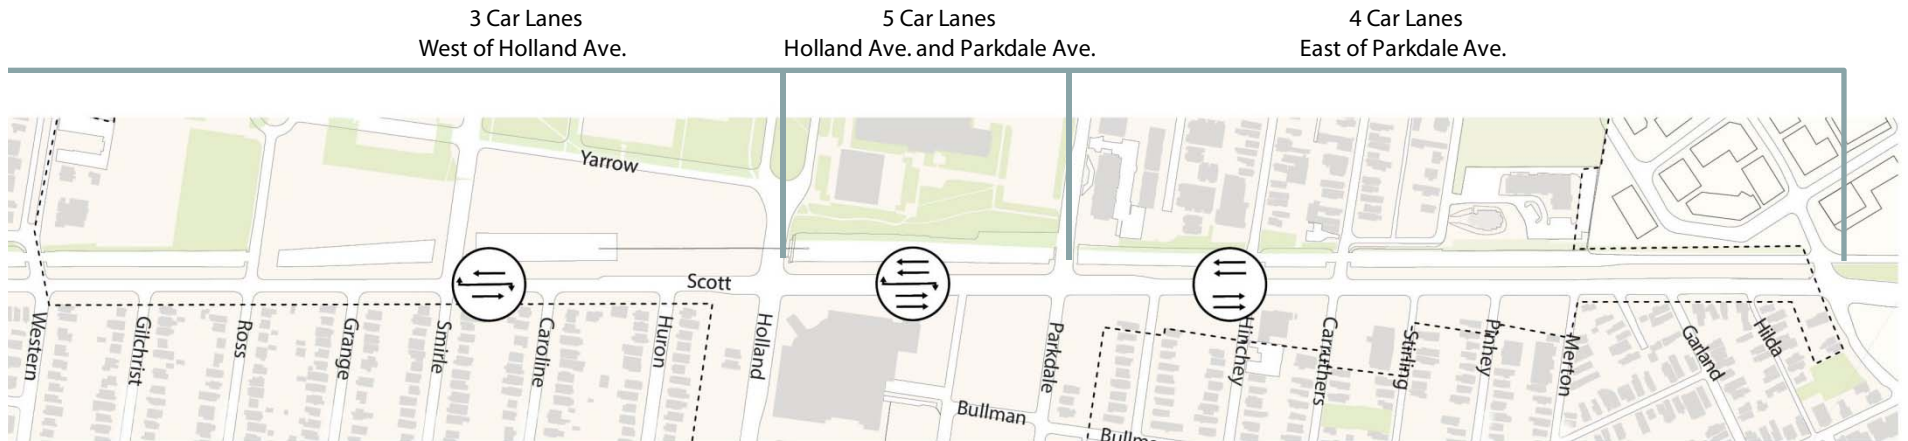 3 Car Lanes
West of Holland Ave.
5 Car Lanes
Holland Ave. and Parkdale Ave.
4 Car Lanes
East of Parkdale Ave.
Yarrow
Scott
Western
Gilchrist
Ross
Grange
Smirle
Caroline
Huron
Holland
Parkdale
Hinchey
Carruthers
Stirling
Pinhey
Merton
Garland
Hilda
Bullman
Bullm